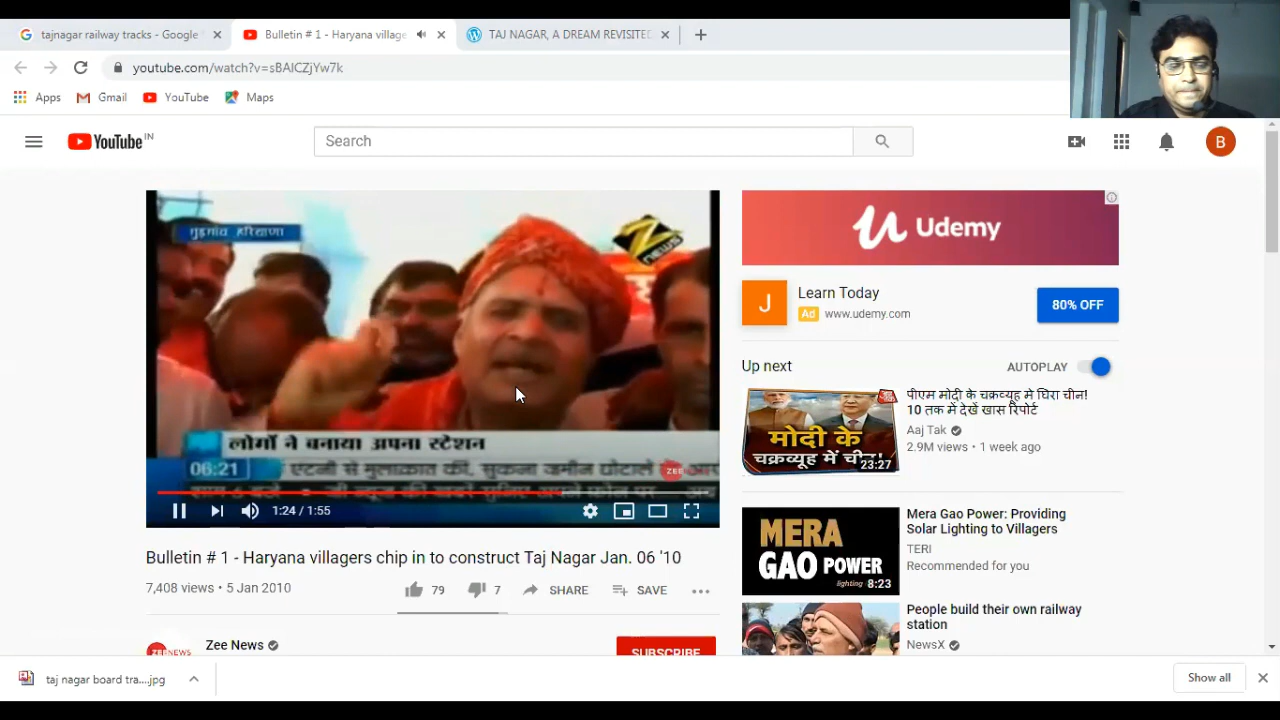 tajnagar railway tracks - Google
Bulletin # 1 - Haryana village
TAJ NAGAR, A DREAM REVISITED
youtube.com/watch?v=sBAICZjYw7k
Apps Gmail YouTube Maps
YouTube IN
Search
B
गुड़गांव हरियाणा
Z NEWS
लोगों ने बनाया अपना स्टेशन
06:21
एंटनी से मुलाकात की, सुकना जमीन घोटाले
ZEE
1:24 / 1:55
Bulletin # 1 - Haryana villagers chip in to construct Taj Nagar Jan. 06 '10
7,408 views • 5 Jan 2010
79 7 SHARE SAVE
ZEE NEWS
Zee News
SUBSCRIBE
Udemy
J
Learn Today
Ad www.udemy.com
80% OFF
Up next
AUTOPLAY
मोदी के
चक्रव्यूह में चीन!
23:27
पीएम मोदी के चक्रव्यूह मे घिरा चीन!
10 तक में देखें खास रिपोर्ट
Aaj Tak
2.9M views • 1 week ago
MERA
GAO POWER
lighting
8:23
Mera Gao Power: Providing
Solar Lighting to Villagers
TERI
Recommended for you
People build their own railway
station
NewsX
taj nagar board tra....jpg
Show all